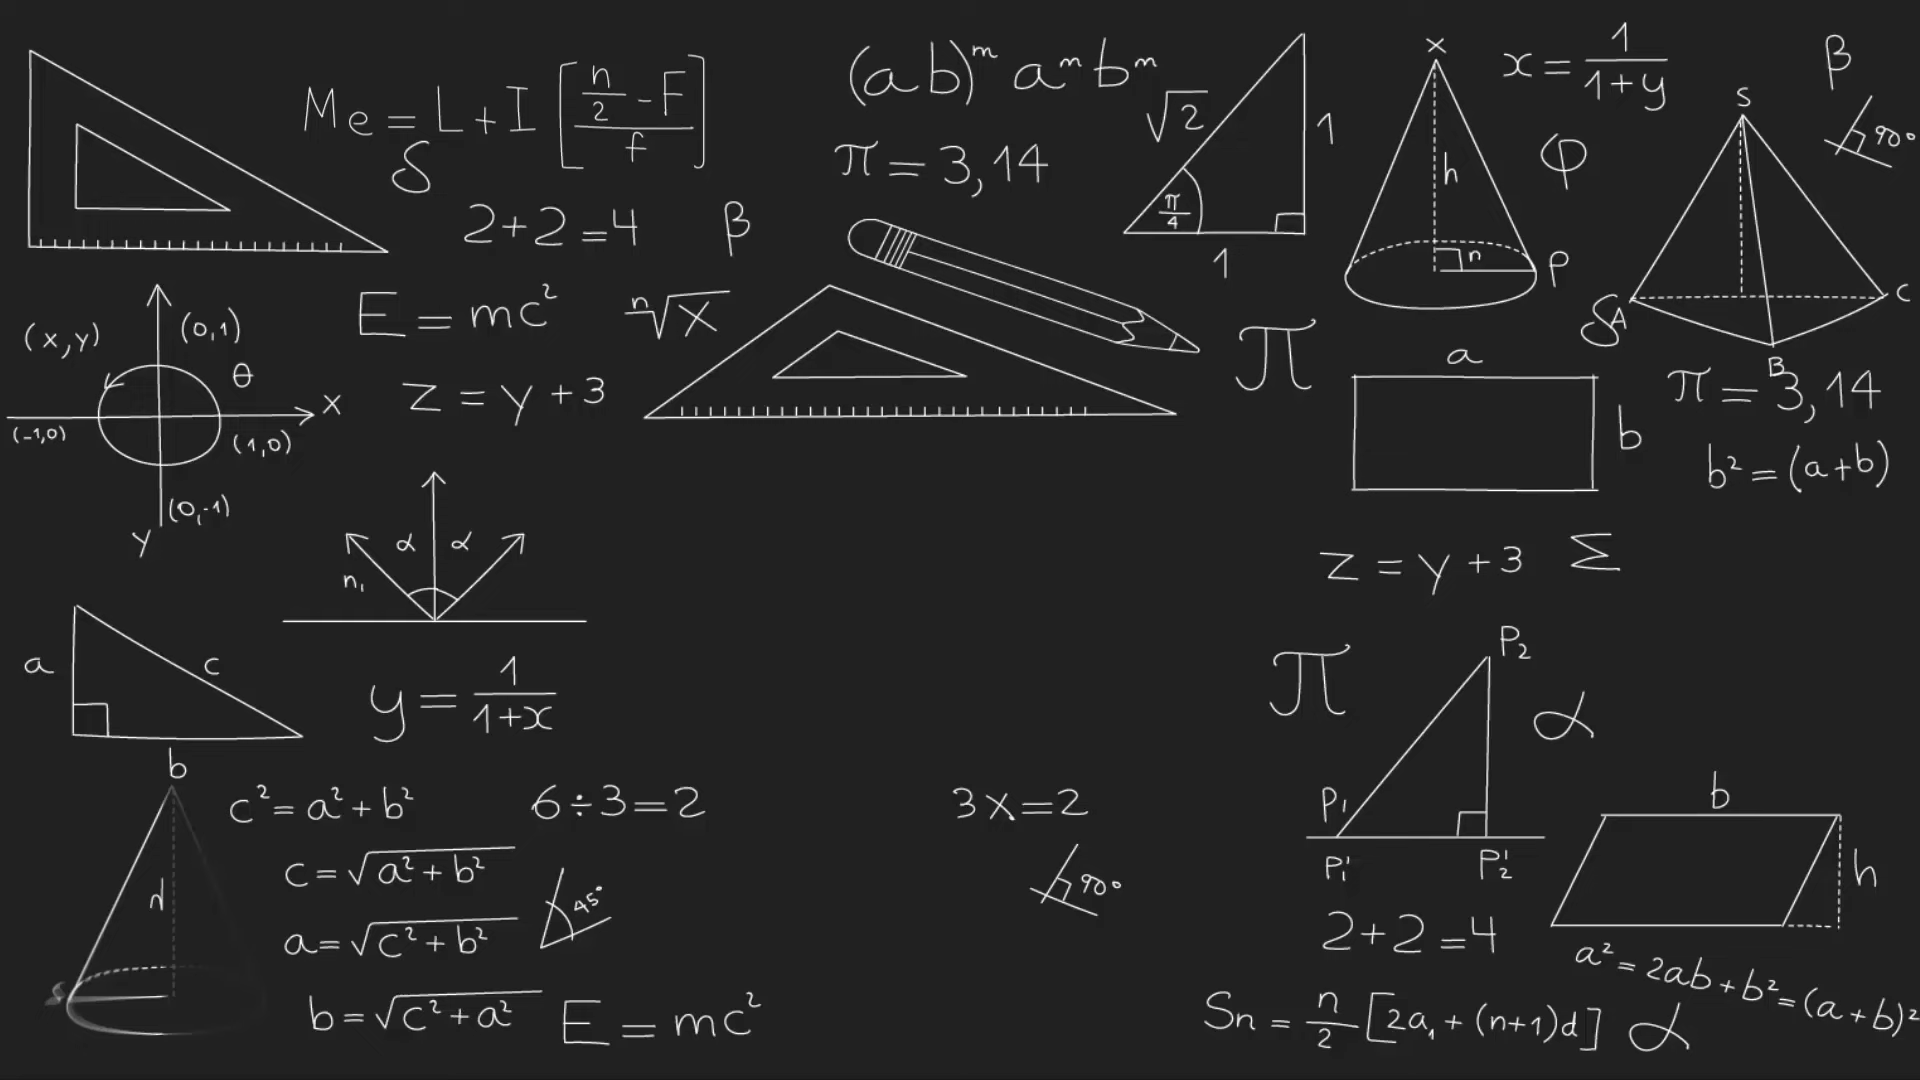 Me = L + I [ (n/2 - F) / f ]
δ
2+2=4
β
(ab)ᵐ aᵐ bᵐ
π = 3,14
√2
1
π/4
1
x
h
n
P
x = 1/(1+y)
φ
β
90°
S
A
B
C
δ
E = mc²
ⁿ√x
z = y + 3
(x,y)
(0,1)
θ
x
(-1,0)
(1,0)
(0,-1)
y
π
a
b
π = 3,14
b² = (a+b)
z = y + 3
Σ
α
α
n₁
a
c
b
y = 1/(1+x)
c² = a² + b²
6÷3=2
3x=2
c = √(a² + b²)
45°
90°
a = √(c² + b²)
b = √(c² + a²)
E = mc²
π
P₂
α
P₁
P₁'
P₂'
2+2=4
b
h
a² = 2ab + b² = (a+b)²
Sn = n/2 [2a₁ + (n+1)d]
α